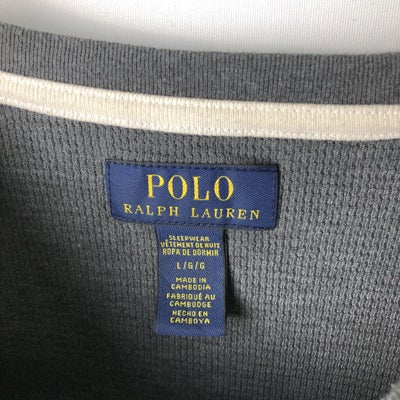 POLO
RALPH LAUREN
SLEEPWEAR
VÊTEMENT DE NUIT
ROPA DE DORMIR
L/G/G
MADE IN
CAMBODIA
FABRIQUÉ AU
CAMBODGE
HECHO EN
CAMBOYA